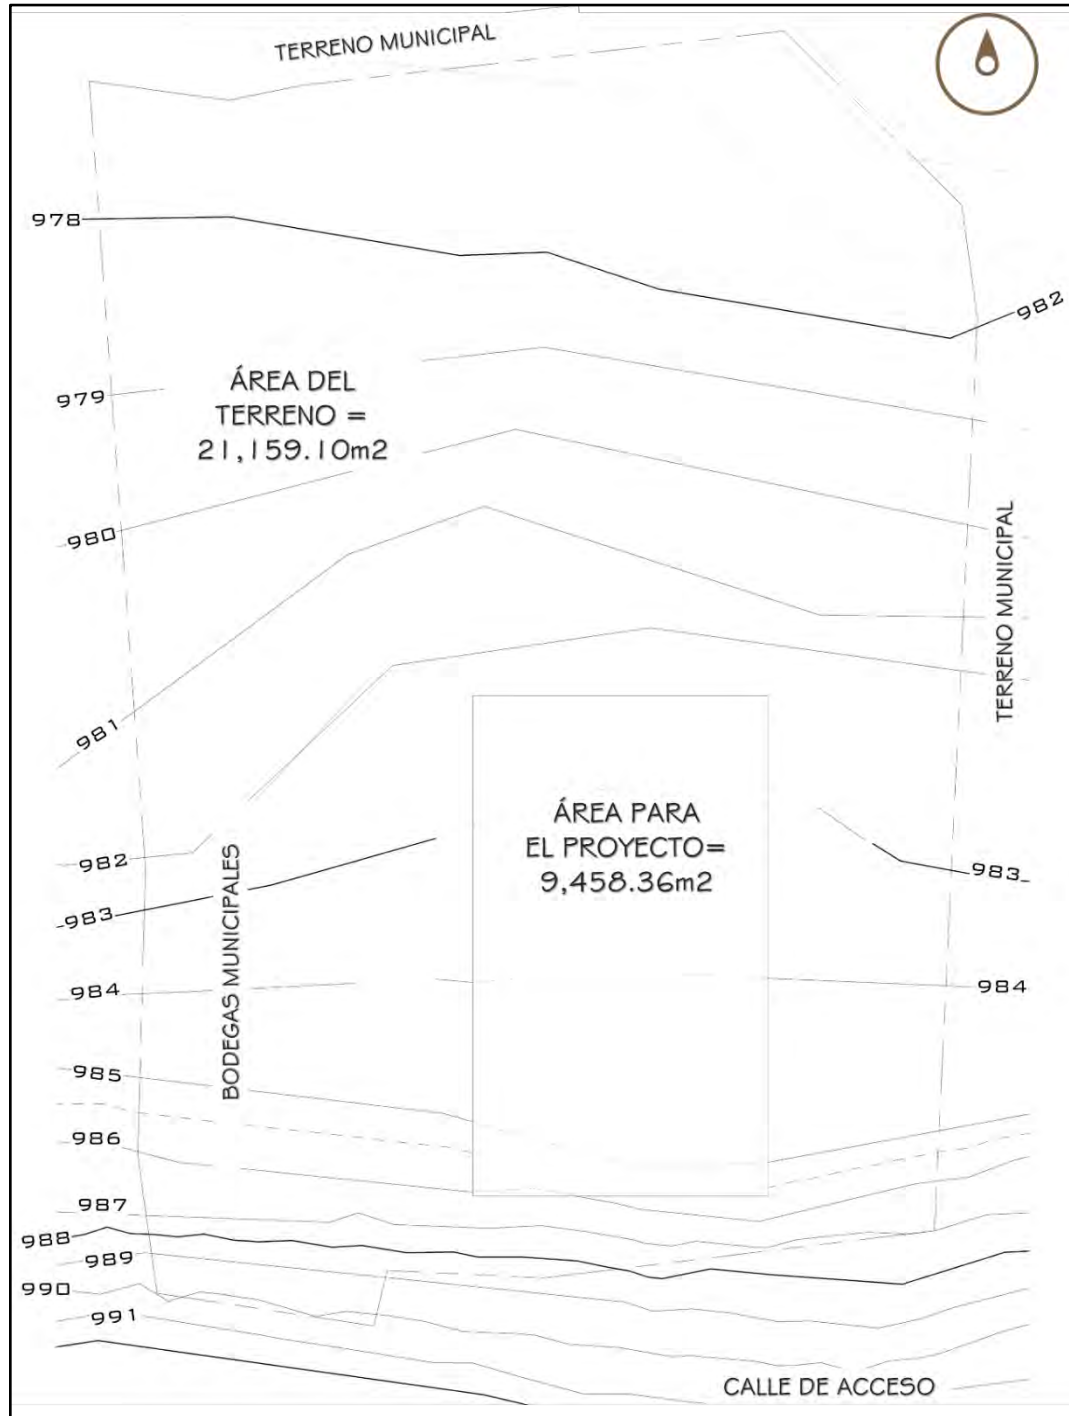 TERRENO MUNICIPAL
978
982
ÁREA DEL
TERRENO =
21,159.10m2
979
980
TERRENO MUNICIPAL
981
ÁREA PARA
EL PROYECTO=
9,458.36m2
982
983
983
BODEGAS MUNICIPALES
984
984
985
986
987
988
989
990
991
CALLE DE ACCESO